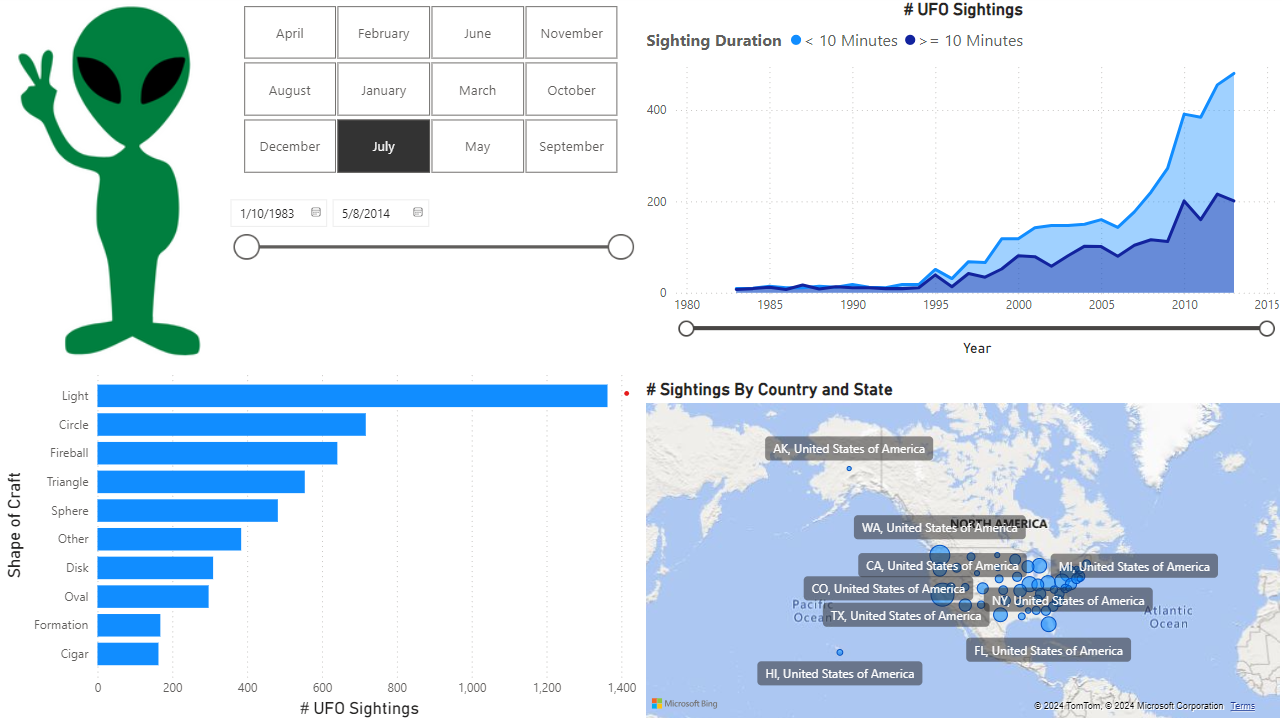 April February June November
August January March October
December July May September
1/10/1983 5/8/2014
# UFO Sightings
Sighting Duration < 10 Minutes >= 10 Minutes
400
200
0
1980 1985 1990 1995 2000 2005 2010 2015
Year
Shape of Craft
Light
Circle
Fireball
Triangle
Sphere
Other
Disk
Oval
Formation
Cigar
0 200 400 600 800 1,000 1,200 1,400
# UFO Sightings
# Sightings By Country and State
AK, United States of America
NORTH AMERICA
WA, United States of America
CA, United States of America
MI, United States of America
CO, United States of America
NY, United States of America
Pacific
Ocean
TX, United States of America
Atlantic
Ocean
FL, United States of America
HI, United States of America
Microsoft Bing
© 2024 TomTom, © 2024 Microsoft Corporation Terms